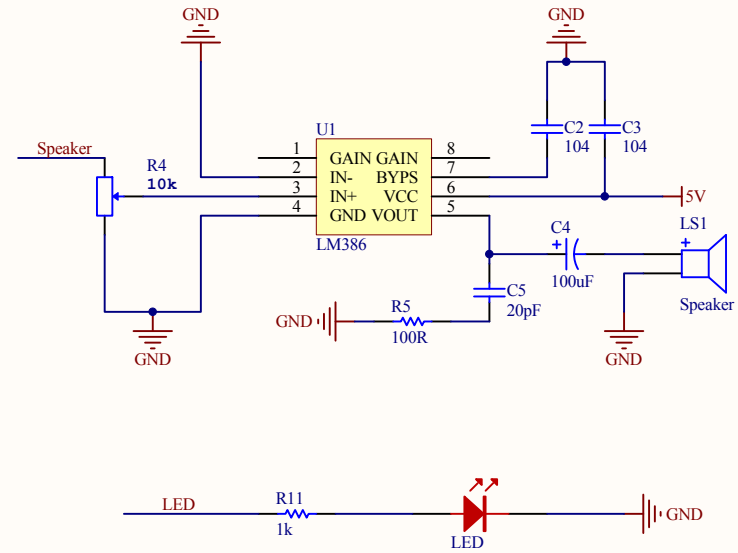 GND
GND
U1
C2
C3
104
104
Speaker
R4
10k
1
GAIN GAIN
8
2
IN-
BYPS
7
3
IN+
VCC
6
4
GND VOUT
5
LM386
5V
LS1
C4
100uF
Speaker
C5
20pF
GND
R5
100R
GND
GND
LED
R11
1k
LED
GND